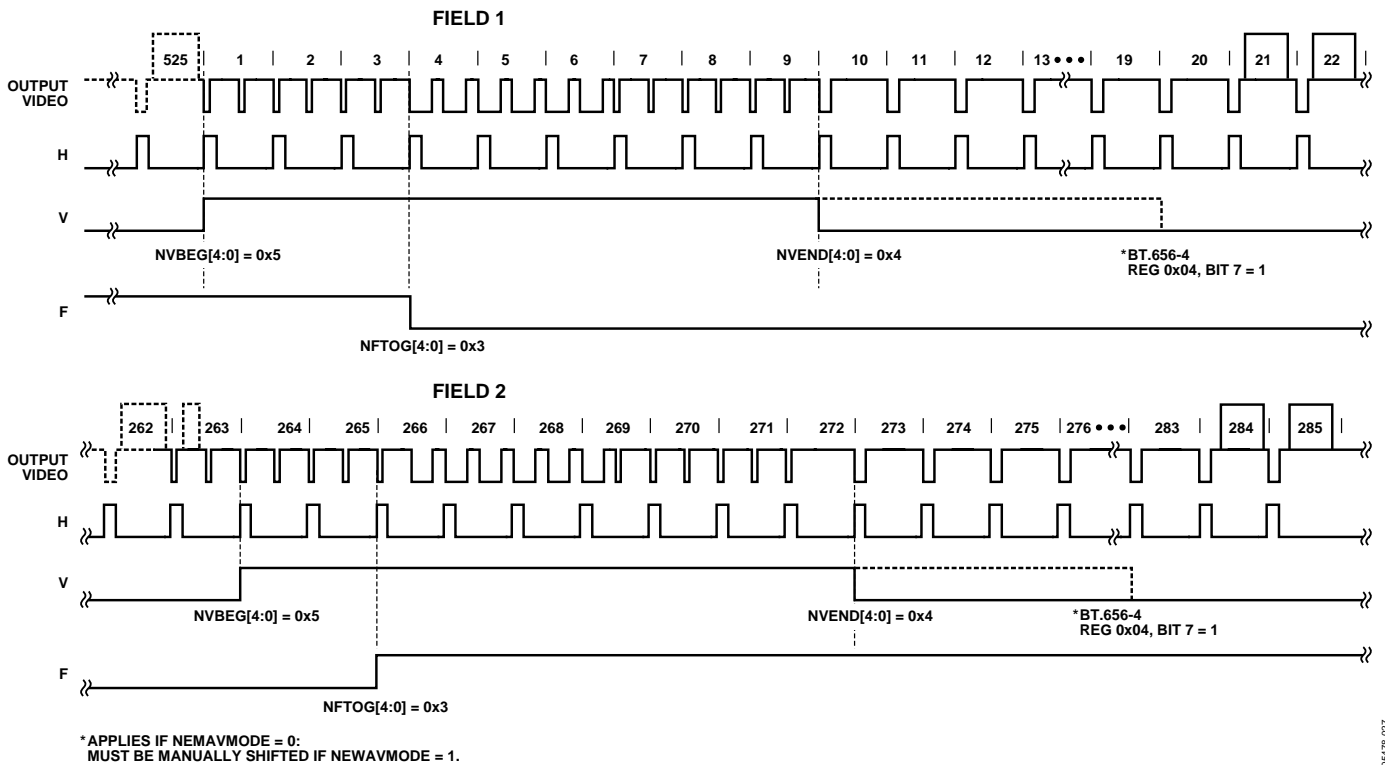 FIELD 1
525 | 1 | 2 | 3 | 4 | 5 | 6 | 7 | 8 | 9 | 10 | 11 | 12 | 13 ••• | 19 | 20 | 21 | 22 |
OUTPUT
VIDEO
H
V
NVBEG[4:0] = 0x5
NVEND[4:0] = 0x4
*BT.656-4
REG 0x04, BIT 7 = 1
F
NFTOG[4:0] = 0x3
FIELD 2
262 | 263 | 264 | 265 | 266 | 267 | 268 | 269 | 270 | 271 | 272 | 273 | 274 | 275 | 276 ••• | 283 | 284 | 285 |
OUTPUT
VIDEO
H
V
NVBEG[4:0] = 0x5
NVEND[4:0] = 0x4
*BT.656-4
REG 0x04, BIT 7 = 1
F
NFTOG[4:0] = 0x3
*APPLIES IF NEMAVMODE = 0:
MUST BE MANUALLY SHIFTED IF NEWAVMODE = 1.
05478-027